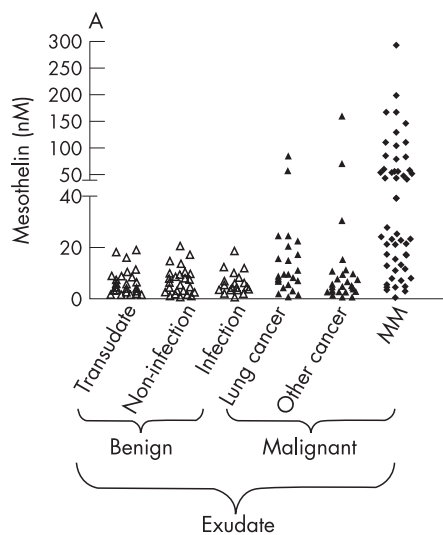 A
300
250
200
150
100
50
40
20
0
Mesothelin (nM)
Transudate
Non-infection
Infection
Lung cancer
Other cancer
MM
Benign
Malignant
Exudate